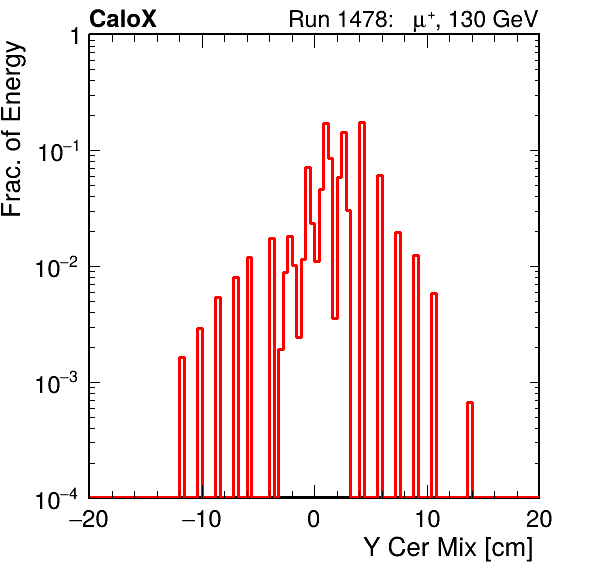 CaloX Run 1478: μ⁺, 130 GeV
Frac. of Energy
1
10⁻¹
10⁻²
10⁻³
10⁻⁴
−20 −10 0 10 20
Y Cer Mix [cm]